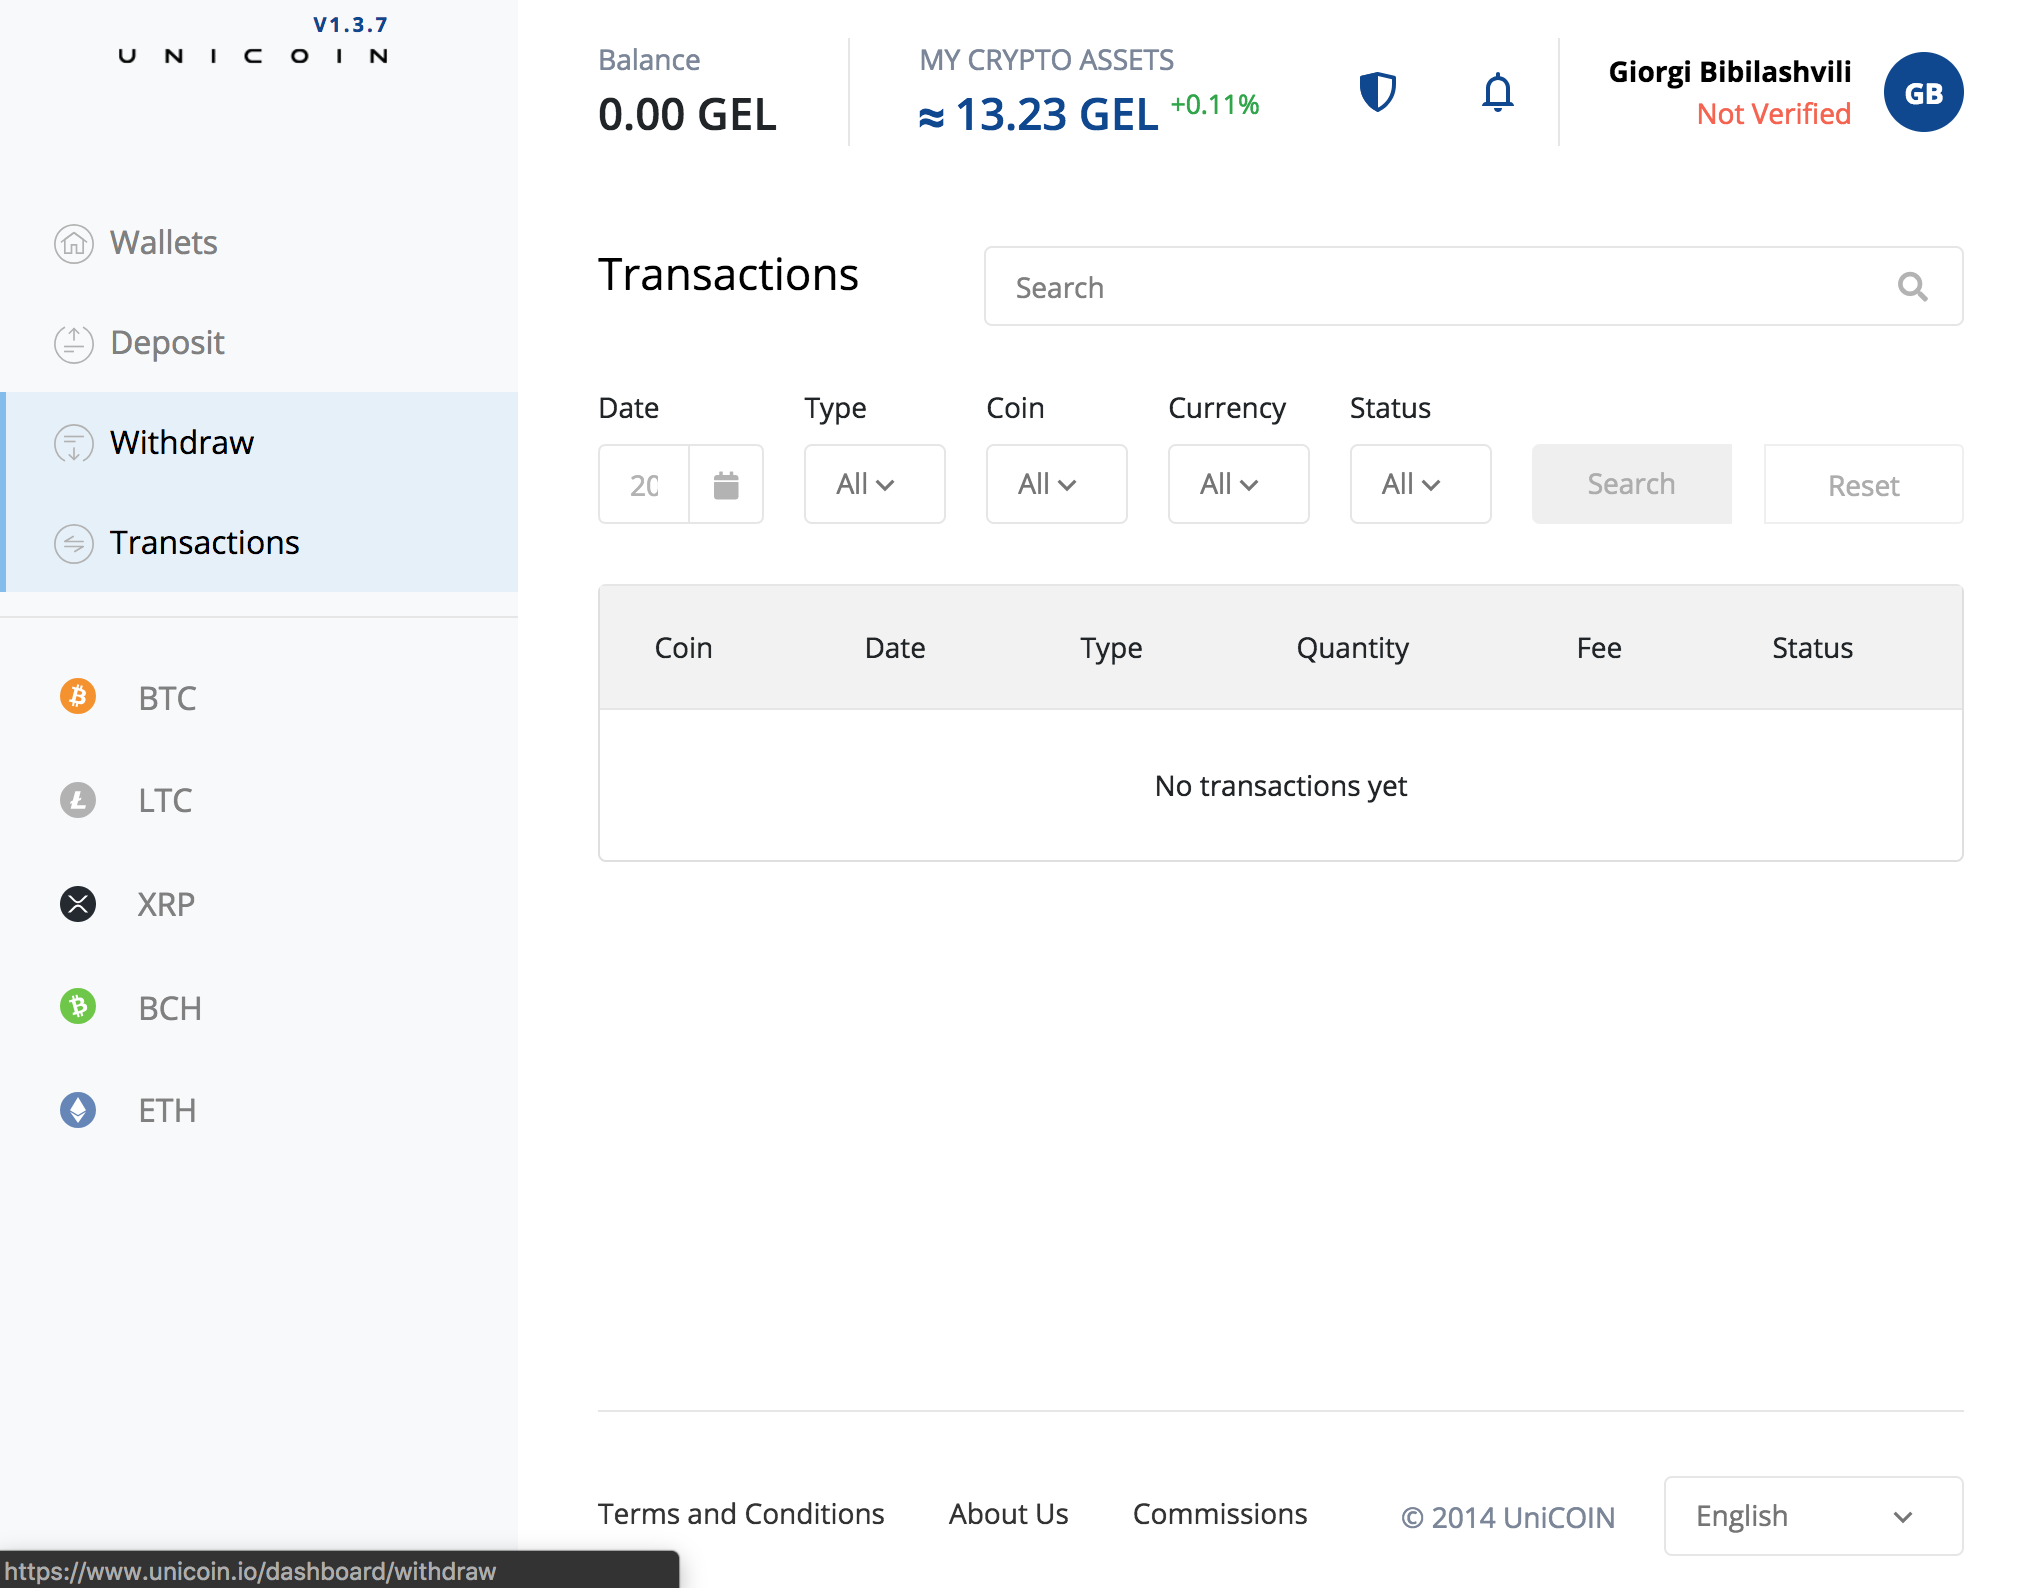 V1.3.7
UNICOIN
Wallets
Deposit
Withdraw
Transactions
BTC
LTC
XRP
BCH
ETH
Balance
0.00 GEL
MY CRYPTO ASSETS
≈ 13.23 GEL +0.11%
Giorgi Bibilashvili
Not Verified
GB
Transactions
Search
Date Type Coin Currency Status
20 All All All All Search Reset
Coin Date Type Quantity Fee Status
No transactions yet
Terms and Conditions About Us Commissions © 2014 UniCOIN English
https://www.unicoin.io/dashboard/withdraw